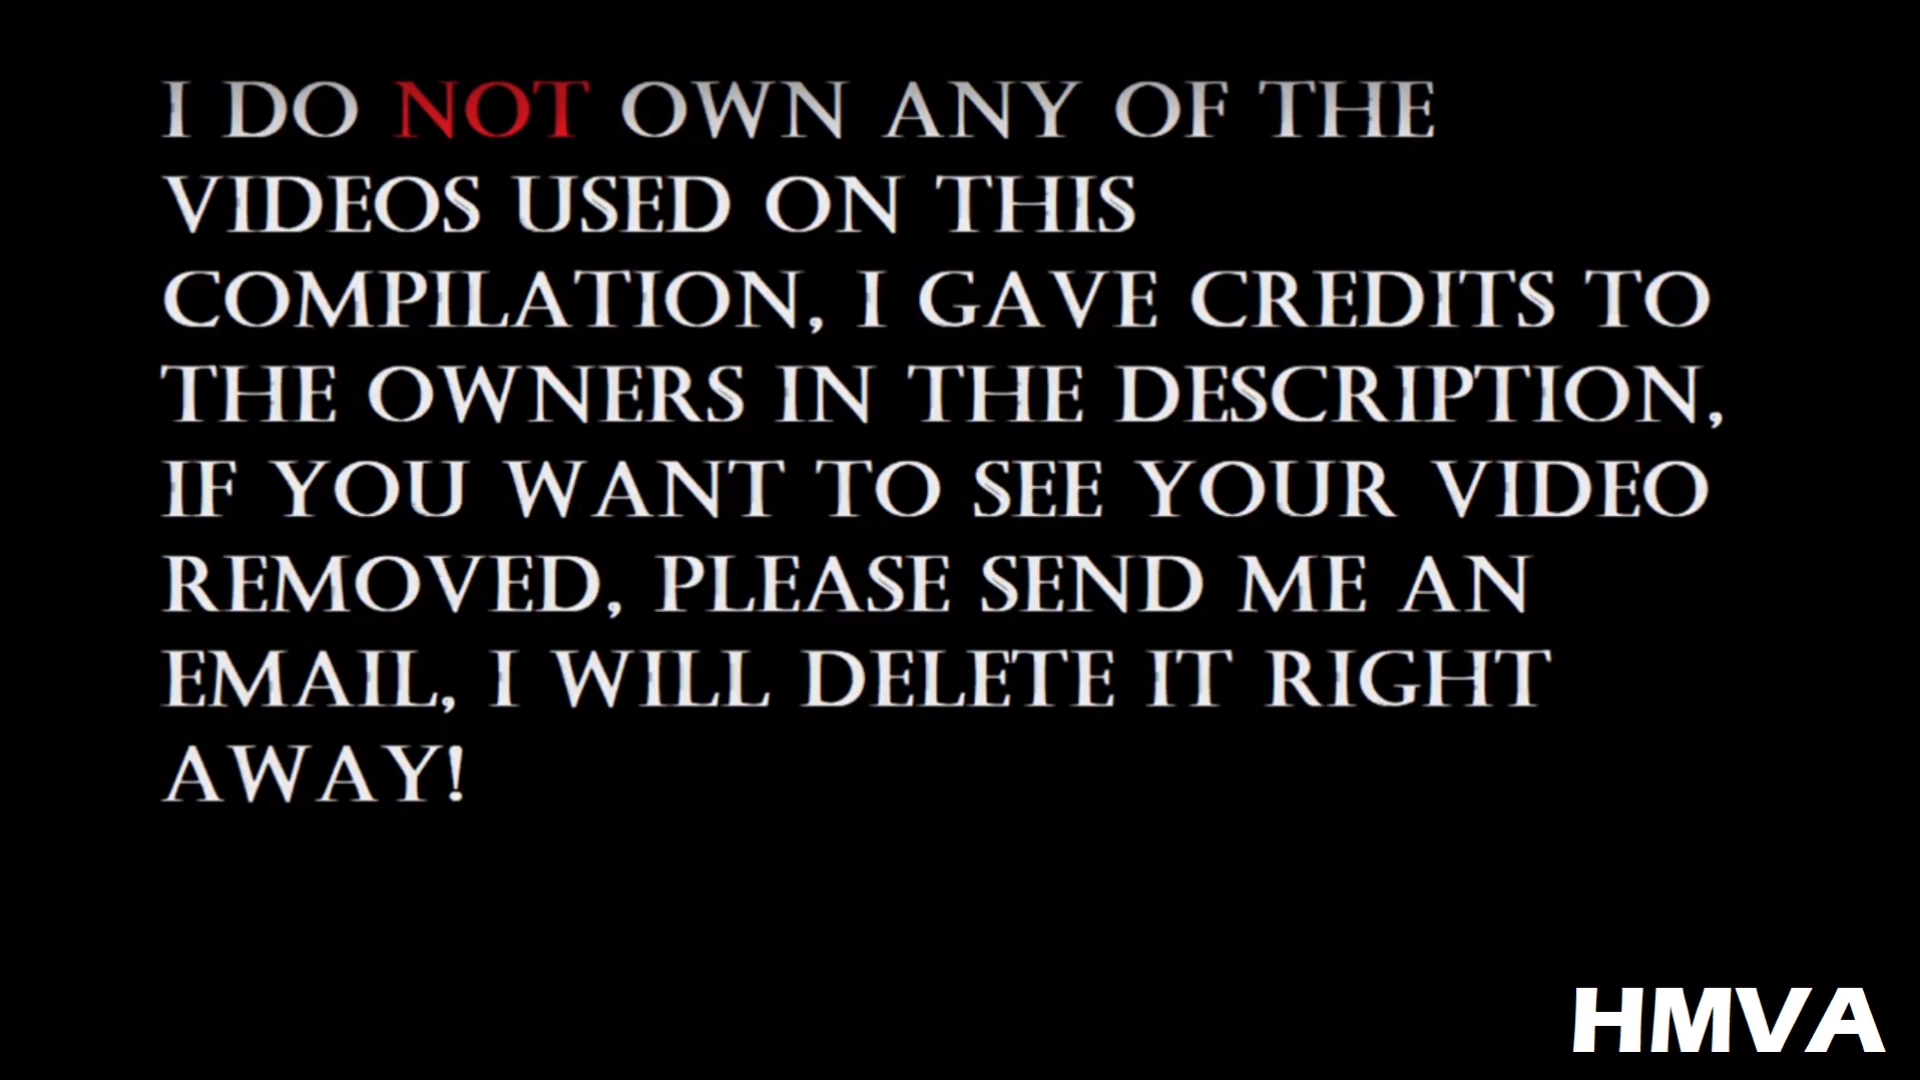 I DO NOT OWN ANY OF THE
VIDEOS USED ON THIS
COMPILATION, I GAVE CREDITS TO
THE OWNERS IN THE DESCRIPTION,
IF YOU WANT TO SEE YOUR VIDEO
REMOVED, PLEASE SEND ME AN
EMAIL, I WILL DELETE IT RIGHT
AWAY!
HMVA